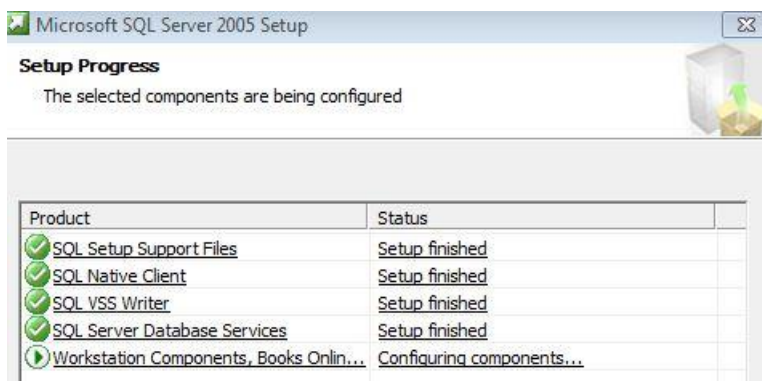 Microsoft SQL Server 2005 Setup
Setup Progress
The selected components are being configured
Product Status
SQL Setup Support Files Setup finished
SQL Native Client Setup finished
SQL VSS Writer Setup finished
SQL Server Database Services Setup finished
Workstation Components, Books Onlin... Configuring components...